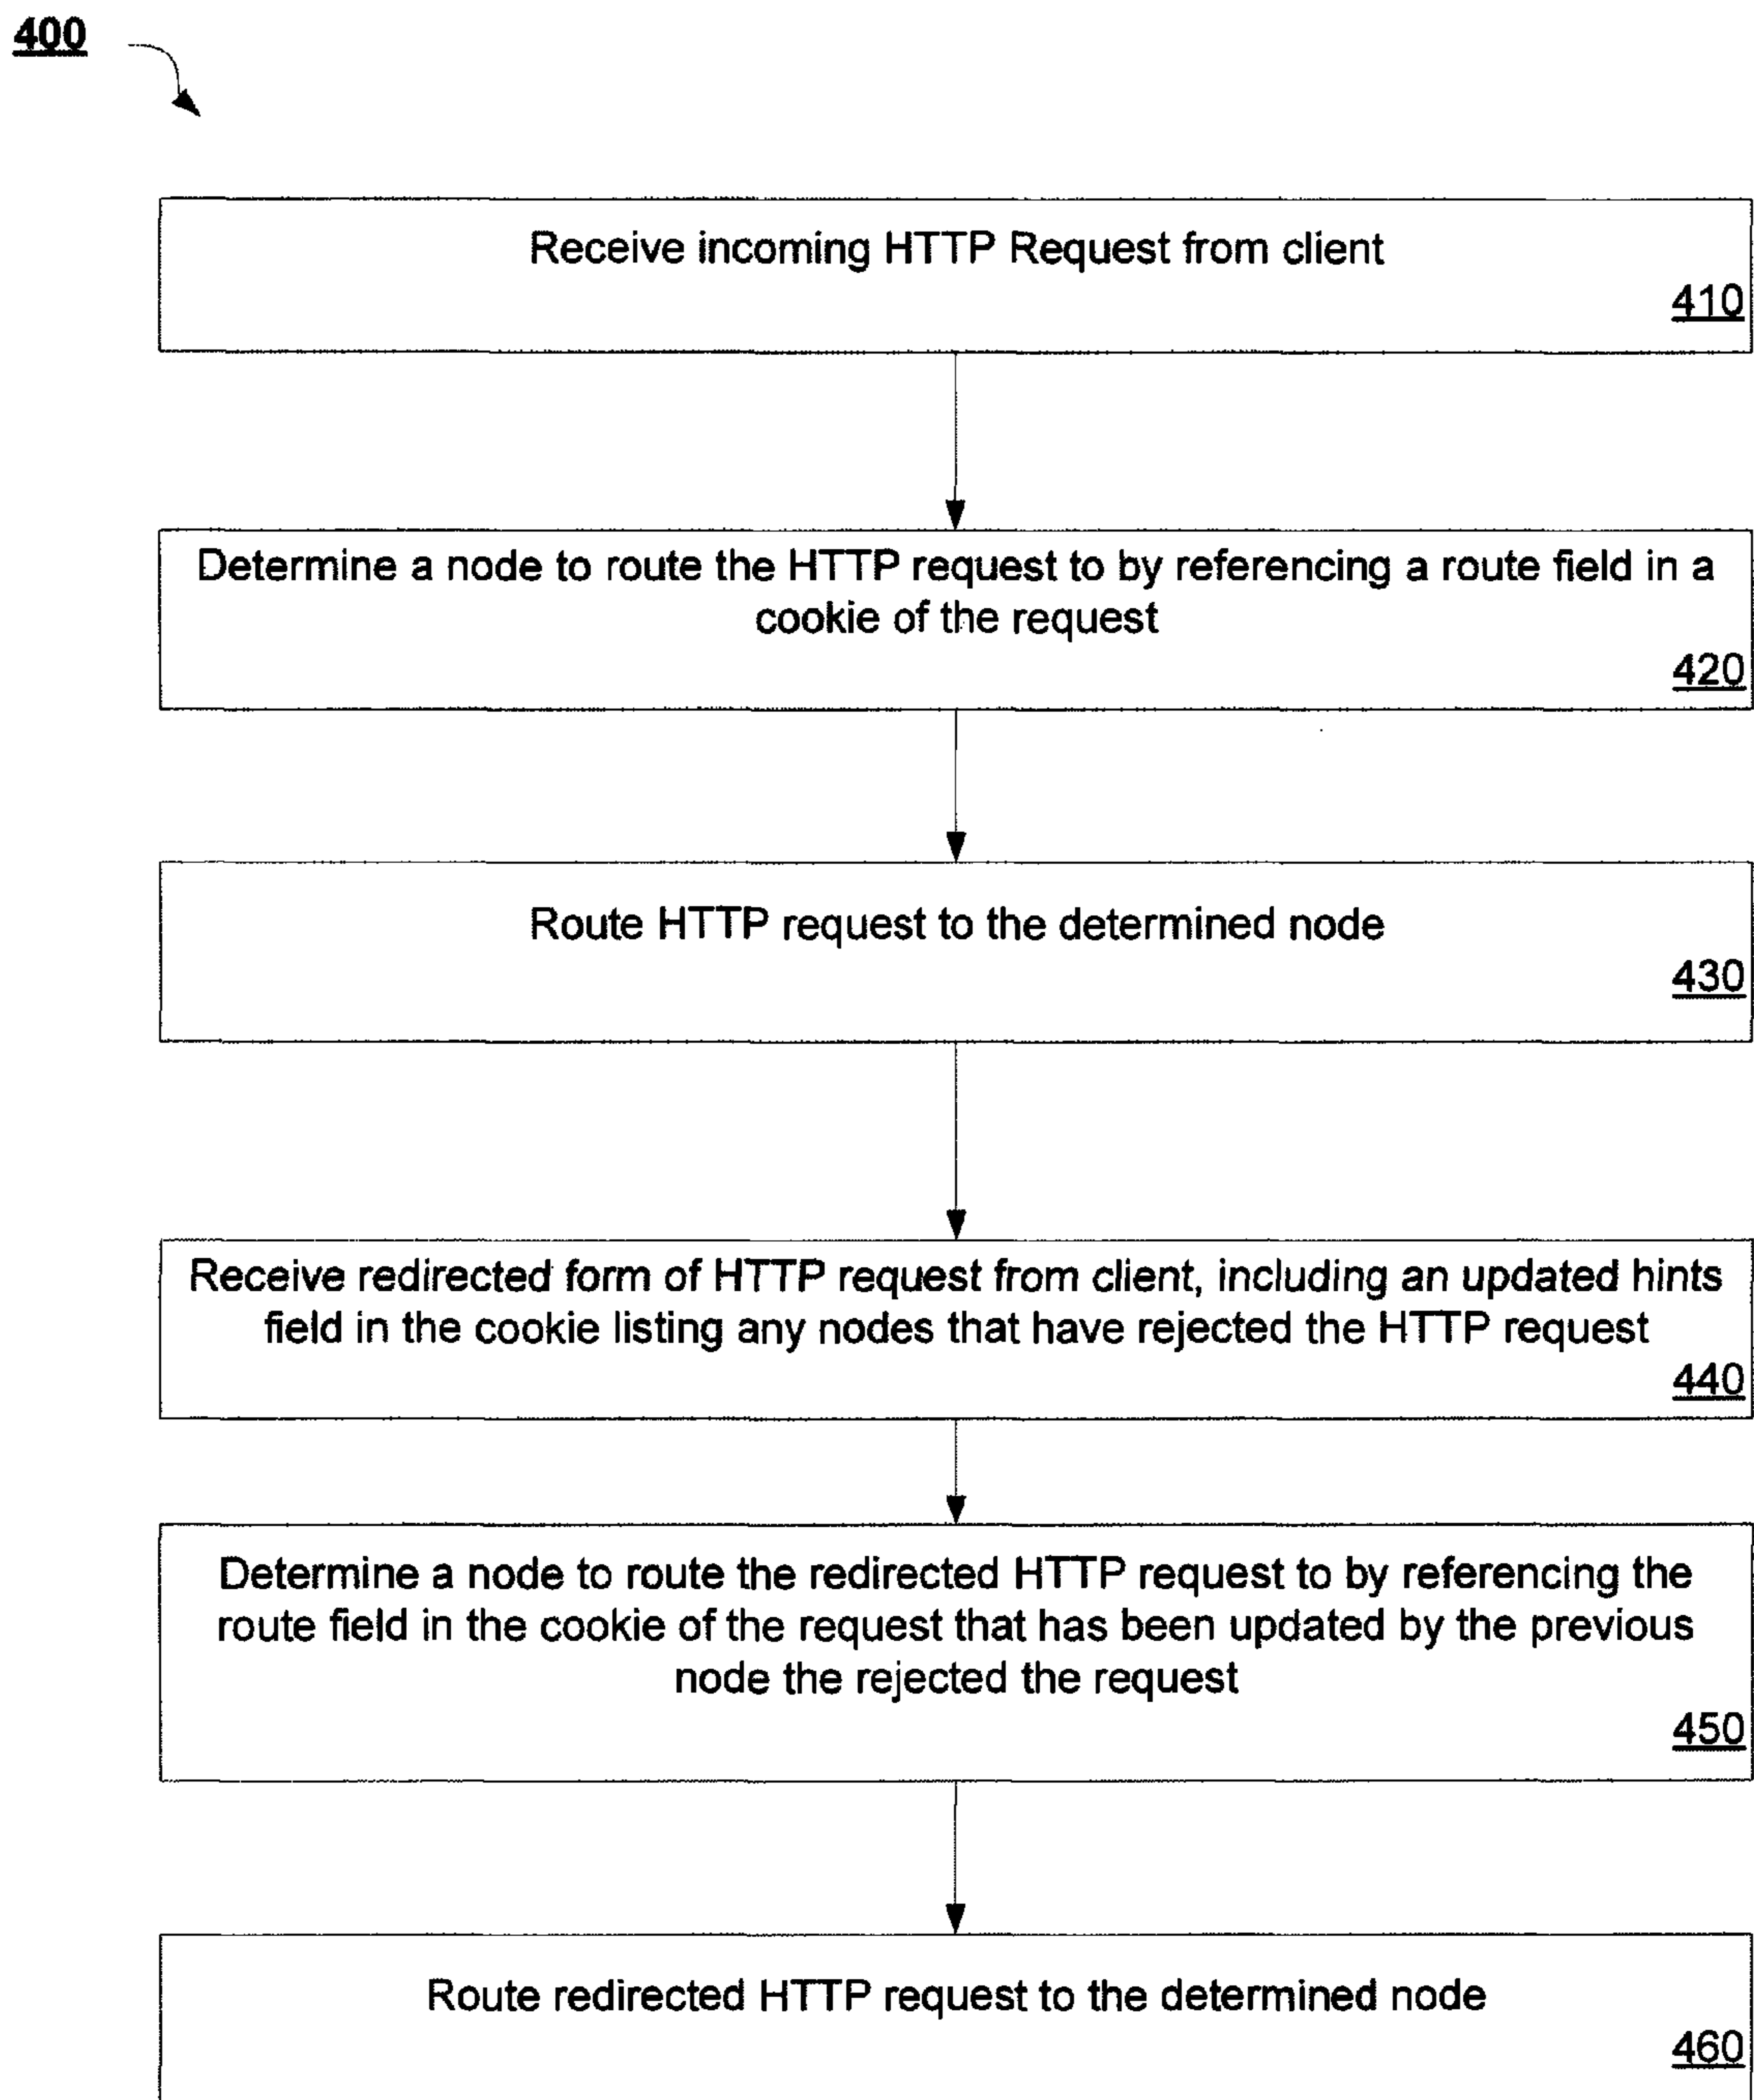 400
Receive incoming HTTP Request from client
410
Determine a node to route the HTTP request to by referencing a route field in a
cookie of the request
420
Route HTTP request to the determined node
430
Receive redirected form of HTTP request from client, including an updated hints
field in the cookie listing any nodes that have rejected the HTTP request
440
Determine a node to route the redirected HTTP request to by referencing the
route field in the cookie of the request that has been updated by the previous
node the rejected the request
450
Route redirected HTTP request to the determined node
460